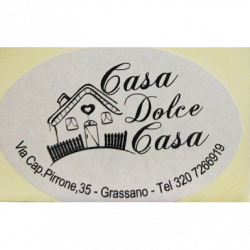 Casa
Dolce
Casa
Via Cap.Pirrone,35 - Grassano - Tel 320 7266919